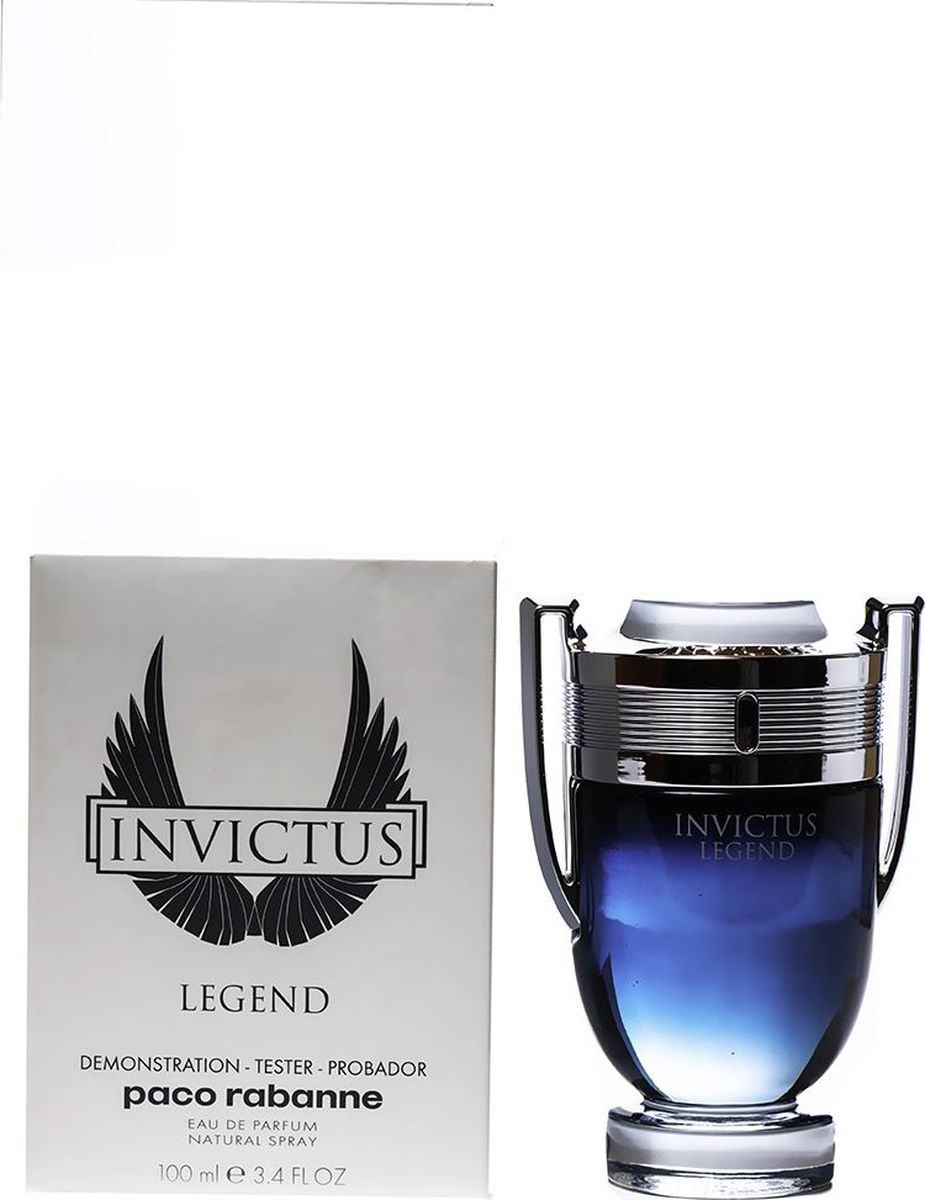 INVICTUS
LEGEND
DEMONSTRATION - TESTER - PROBADOR
paco rabanne
EAU DE PARFUM
NATURAL SPRAY
100 ml ℮ 3.4 FL OZ
INVICTUS
LEGEND